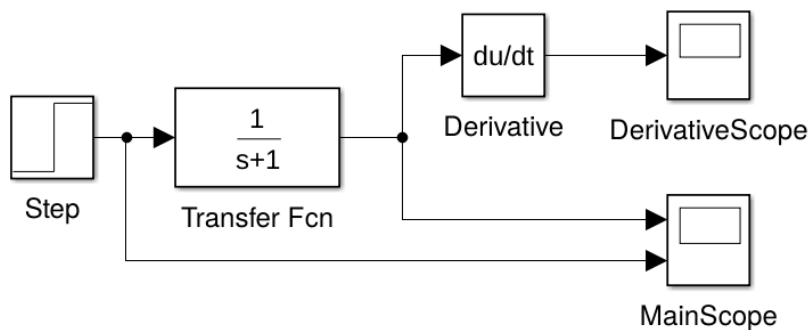 du/dt
Derivative
DerivativeScope
Step
1
s+1
Transfer Fcn
MainScope